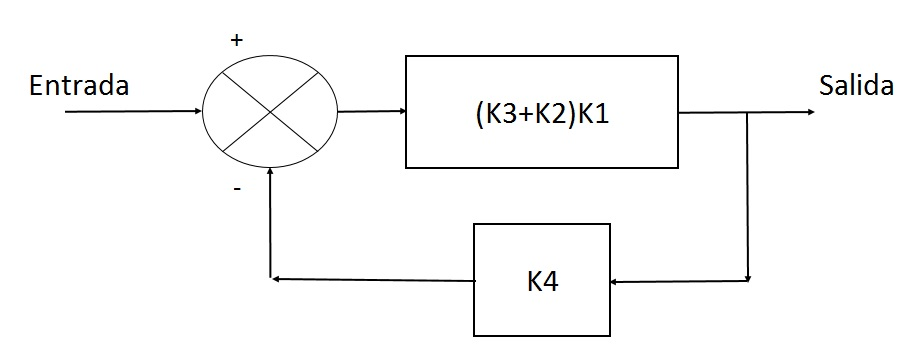 +
Entrada
Salida
(K3+K2)K1
-
K4